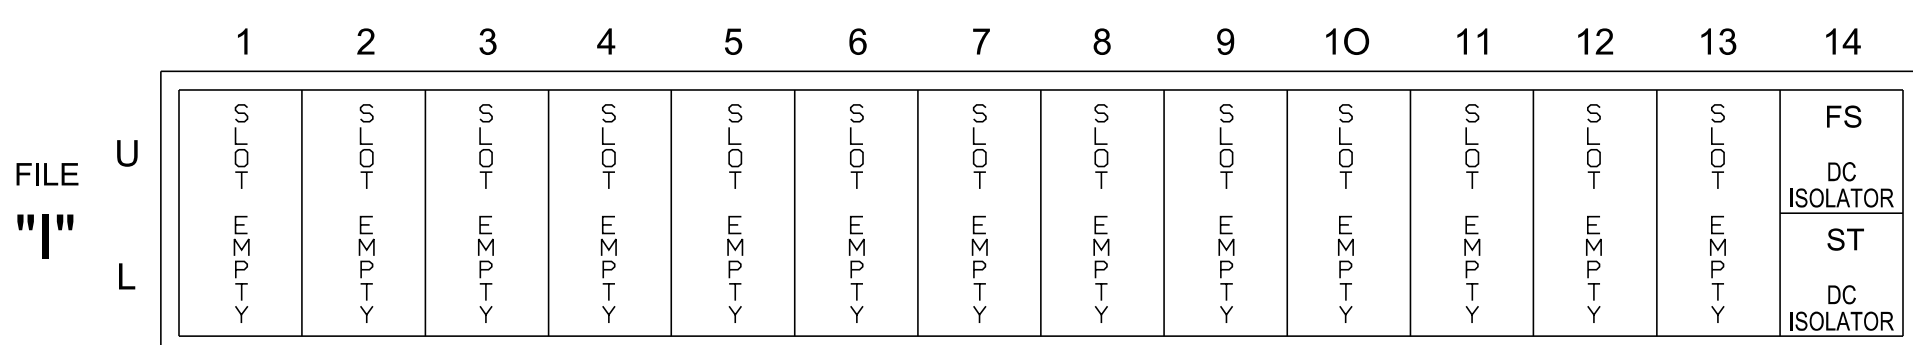 1 2 3 4 5 6 7 8 9 10 11 12 13 14
FILE
"I"
U
L
SLOT EMPTY
SLOT EMPTY
SLOT EMPTY
SLOT EMPTY
SLOT EMPTY
SLOT EMPTY
SLOT EMPTY
SLOT EMPTY
SLOT EMPTY
SLOT EMPTY
SLOT EMPTY
SLOT EMPTY
SLOT EMPTY
FS
DC
ISOLATOR
ST
DC
ISOLATOR